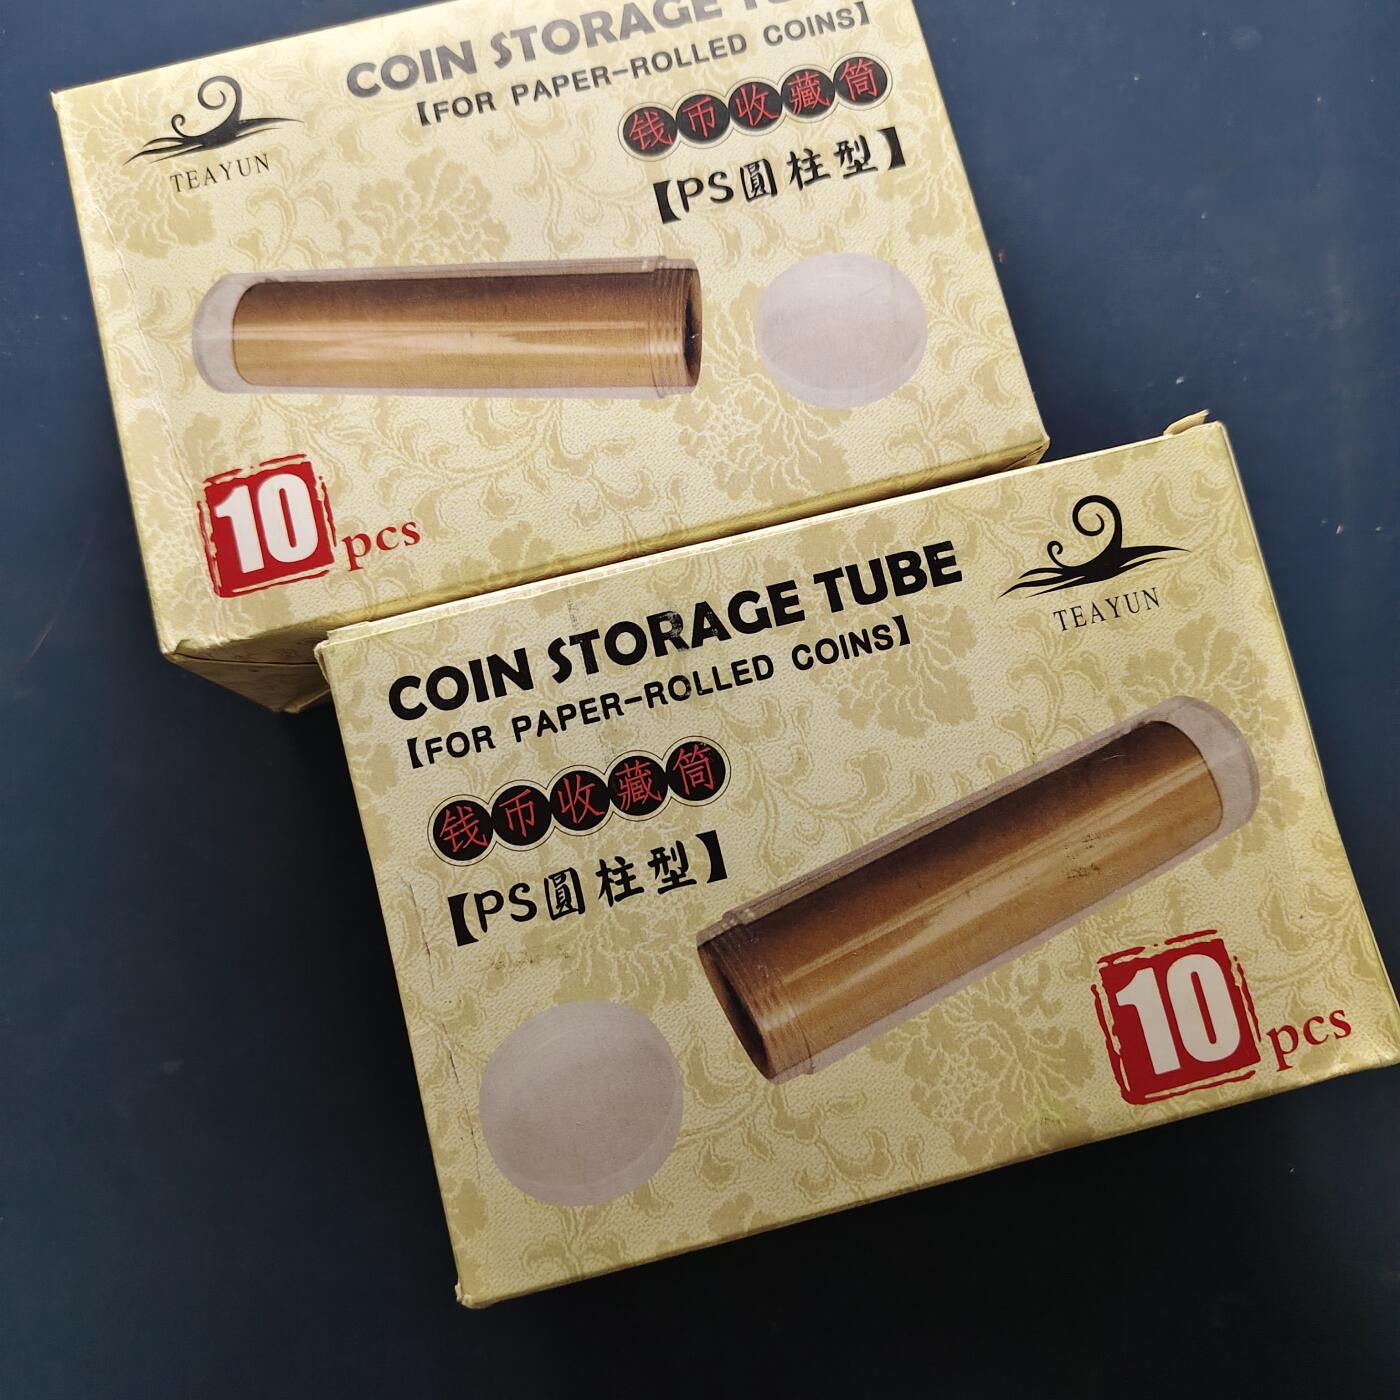 COIN STORAGE TU
【FOR PAPER-ROLLED COINS】
钱币收藏筒
【PS圓柱型】
TEAYUN
10 pcs
COIN STORAGE TUBE
【FOR PAPER-ROLLED COINS】
钱币收藏筒
【PS圓柱型】
TEAYUN
10 pcs